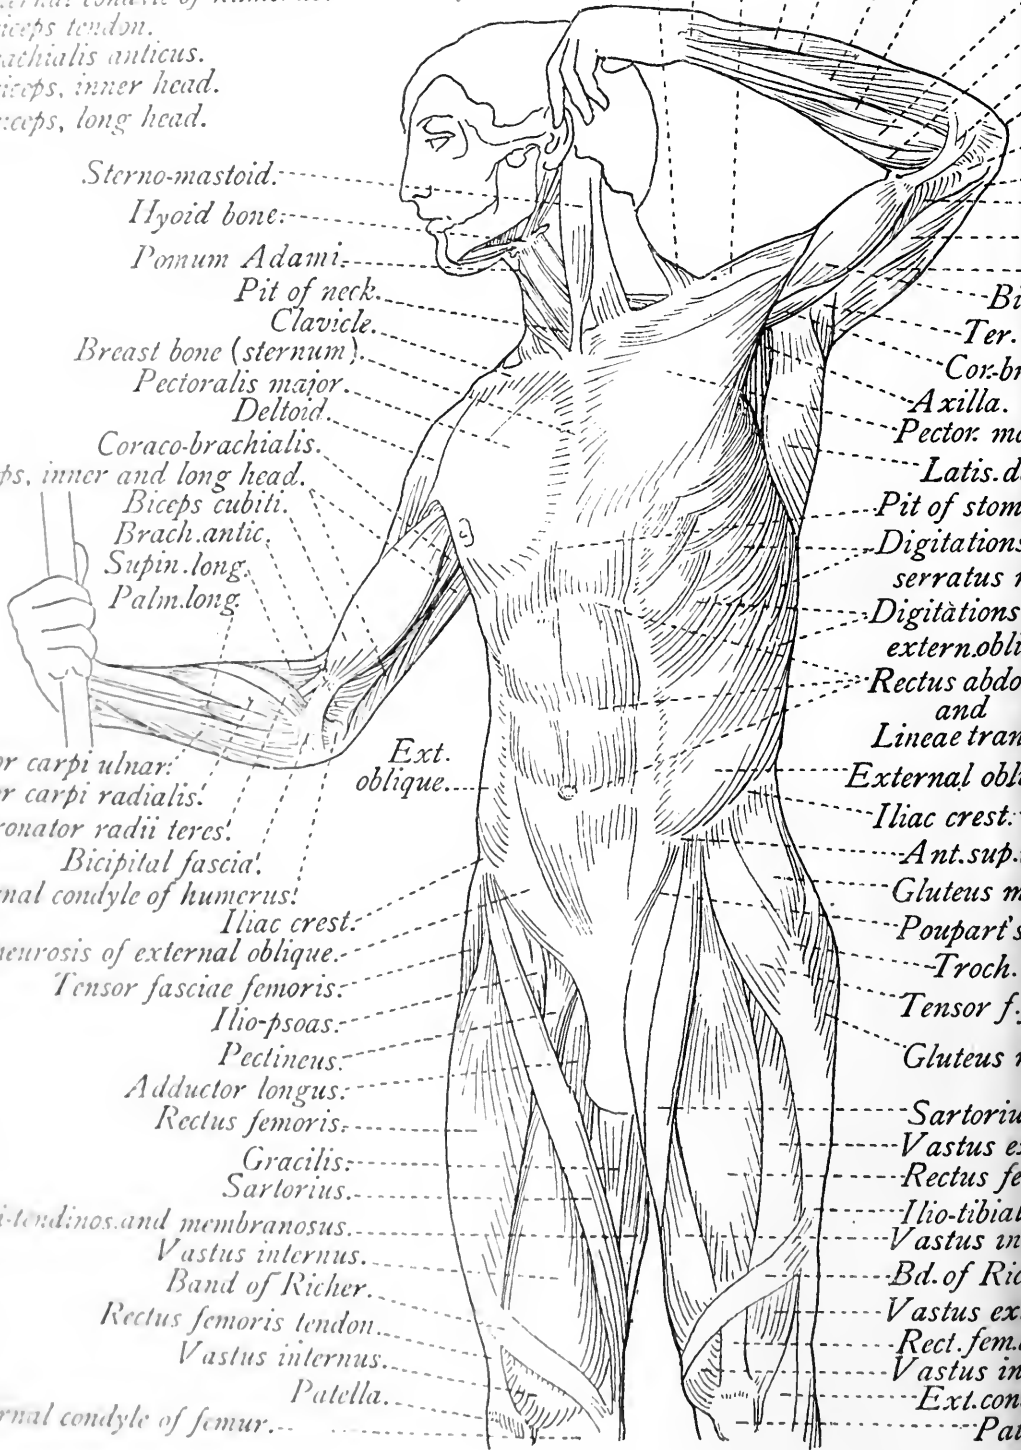 biceps tendon.
brachialis anticus.
inner head.
long head.
Sterno-mastoid.
Hyoid bone.
Pomum Adami.
Pit of neck.
Clavicle.
Breast bone (sternum).
Pectoralis major.
Deltoid.
Coraco-brachialis.
inner and long head.
Biceps cubiti.
Brach.antic.
Supin.long.
Palm.long.
Ext.
oblique.
carpi ulnar.
carpi radialis.
radii teres.
Bicipital fascia.
condyle of humerus.
Iliac crest.
of external oblique.
Tensor fasciae femoris.
Ilio-psoas.
Pectineus.
Adductor longus.
Rectus femoris.
Gracilis.
Sartorius.
and membranosus.
Vastus internus.
Band of Richer.
Rectus femoris tendon.
Vastus internus.
Patella.
condyle of femur.
Bi
Ter.
Cor.-br
Axilla.
Pector. ma
Latis.d
Pit of stom
Digitations
serratus
Digitàtions
extern.obli
Rectus abdo
and
Lineae tran
External obl
Iliac crest.
Ant.sup.
Gluteus m
Poupart's
Troch.
Tensor f.
Gluteus
Sartoriu
Vastus e
Rectus fe
Ilio-tibial
Vastus in
Bd. of Ric
Vastus ex
Rect.fem.
Vastus in
Ext.con
Pat